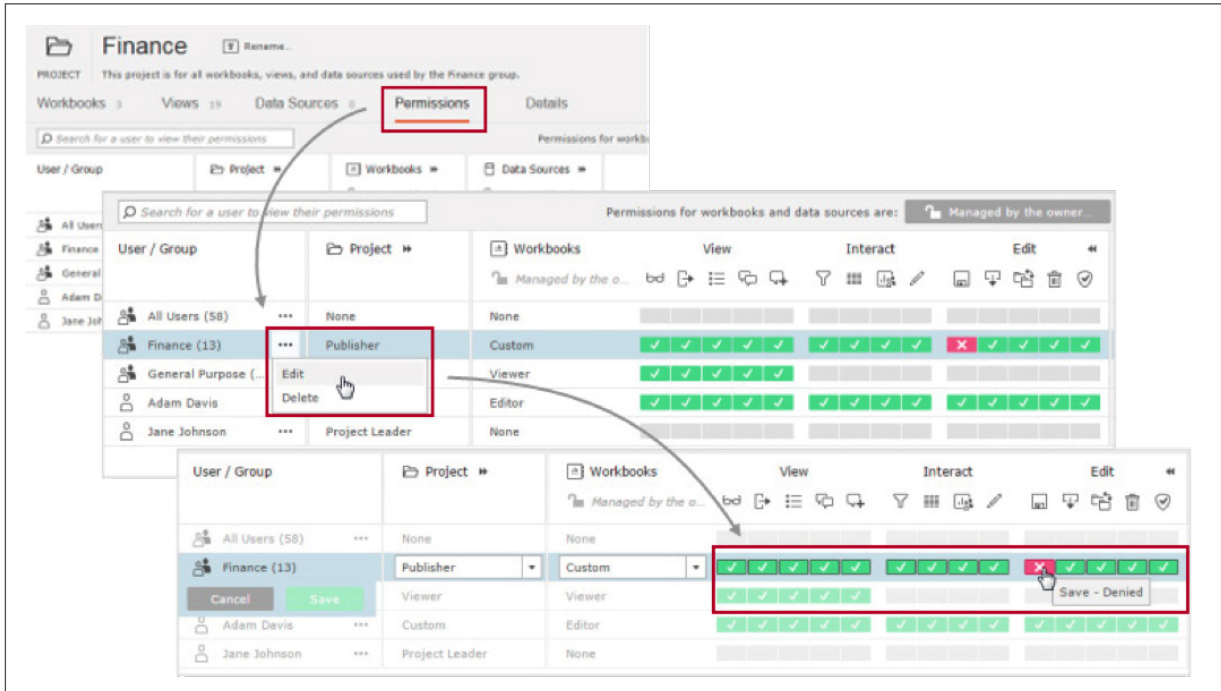 Finance Rename...
PROJECT This project is for all workbooks, views, and data sources used by the Finance group.
Workbooks 3 Views 19 Data Sources 0 Permissions Details
Search for a user to view their permissions Permissions for workb
User / Group Project Workbooks Data Sources
All Users
Finance
General
Adam D
Jane Joh
Search for a user to view their permissions Permissions for workbooks and data sources are: Managed by the owner...
User / Group Project Workbooks View Interact Edit
Managed by the o...
All Users (58) ... None None
Finance (13) ... Publisher Custom
General Purpose (... Edit Viewer
Adam Davis Delete Editor
Jane Johnson ... Project Leader None
User / Group Project Workbooks View Interact Edit
Managed by the o...
All Users (58) ... None None
Finance (13) Publisher Custom
Cancel Save Viewer Viewer
Save - Denied
Adam Davis ... Custom Editor
Jane Johnson ... Project Leader None